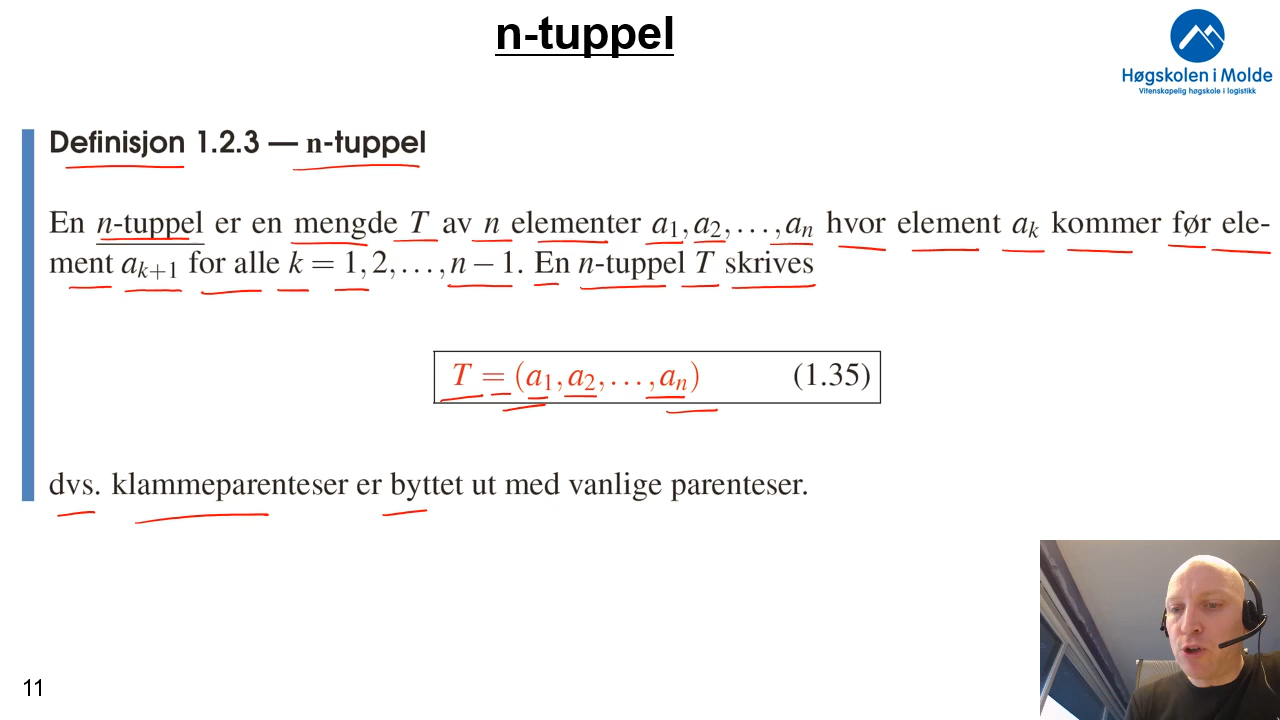 n-tuppel
Høgskolen i Molde
Vitenskapelig høgskole i logistikk
Definisjon 1.2.3 — n-tuppel
En n-tuppel er en mengde T av n elementer a₁, a₂, …, aₙ hvor element aₖ kommer før ele-
ment aₖ₊₁ for alle k = 1, 2, …, n − 1. En n-tuppel T skrives
T = (a₁, a₂, …, aₙ) (1.35)
dvs. klammeparenteser er byttet ut med vanlige parenteser.
11